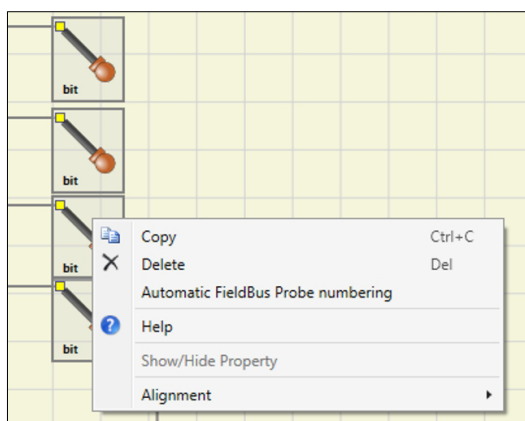 bit
bit
bit
bit
Copy Ctrl+C
Delete Del
Automatic FieldBus Probe numbering
Help
Show/Hide Property
Alignment